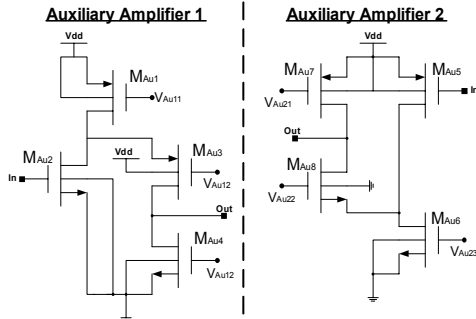 Auxiliary Amplifier 1
Vdd
MAu1
VAu11
MAu2
In
Vdd
MAu3
VAu12
Out
MAu4
VAu12
Auxiliary Amplifier 2
Vdd
MAu7
MAu5
VAu21
In
Out
MAu8
VAu22
MAu6
VAu23